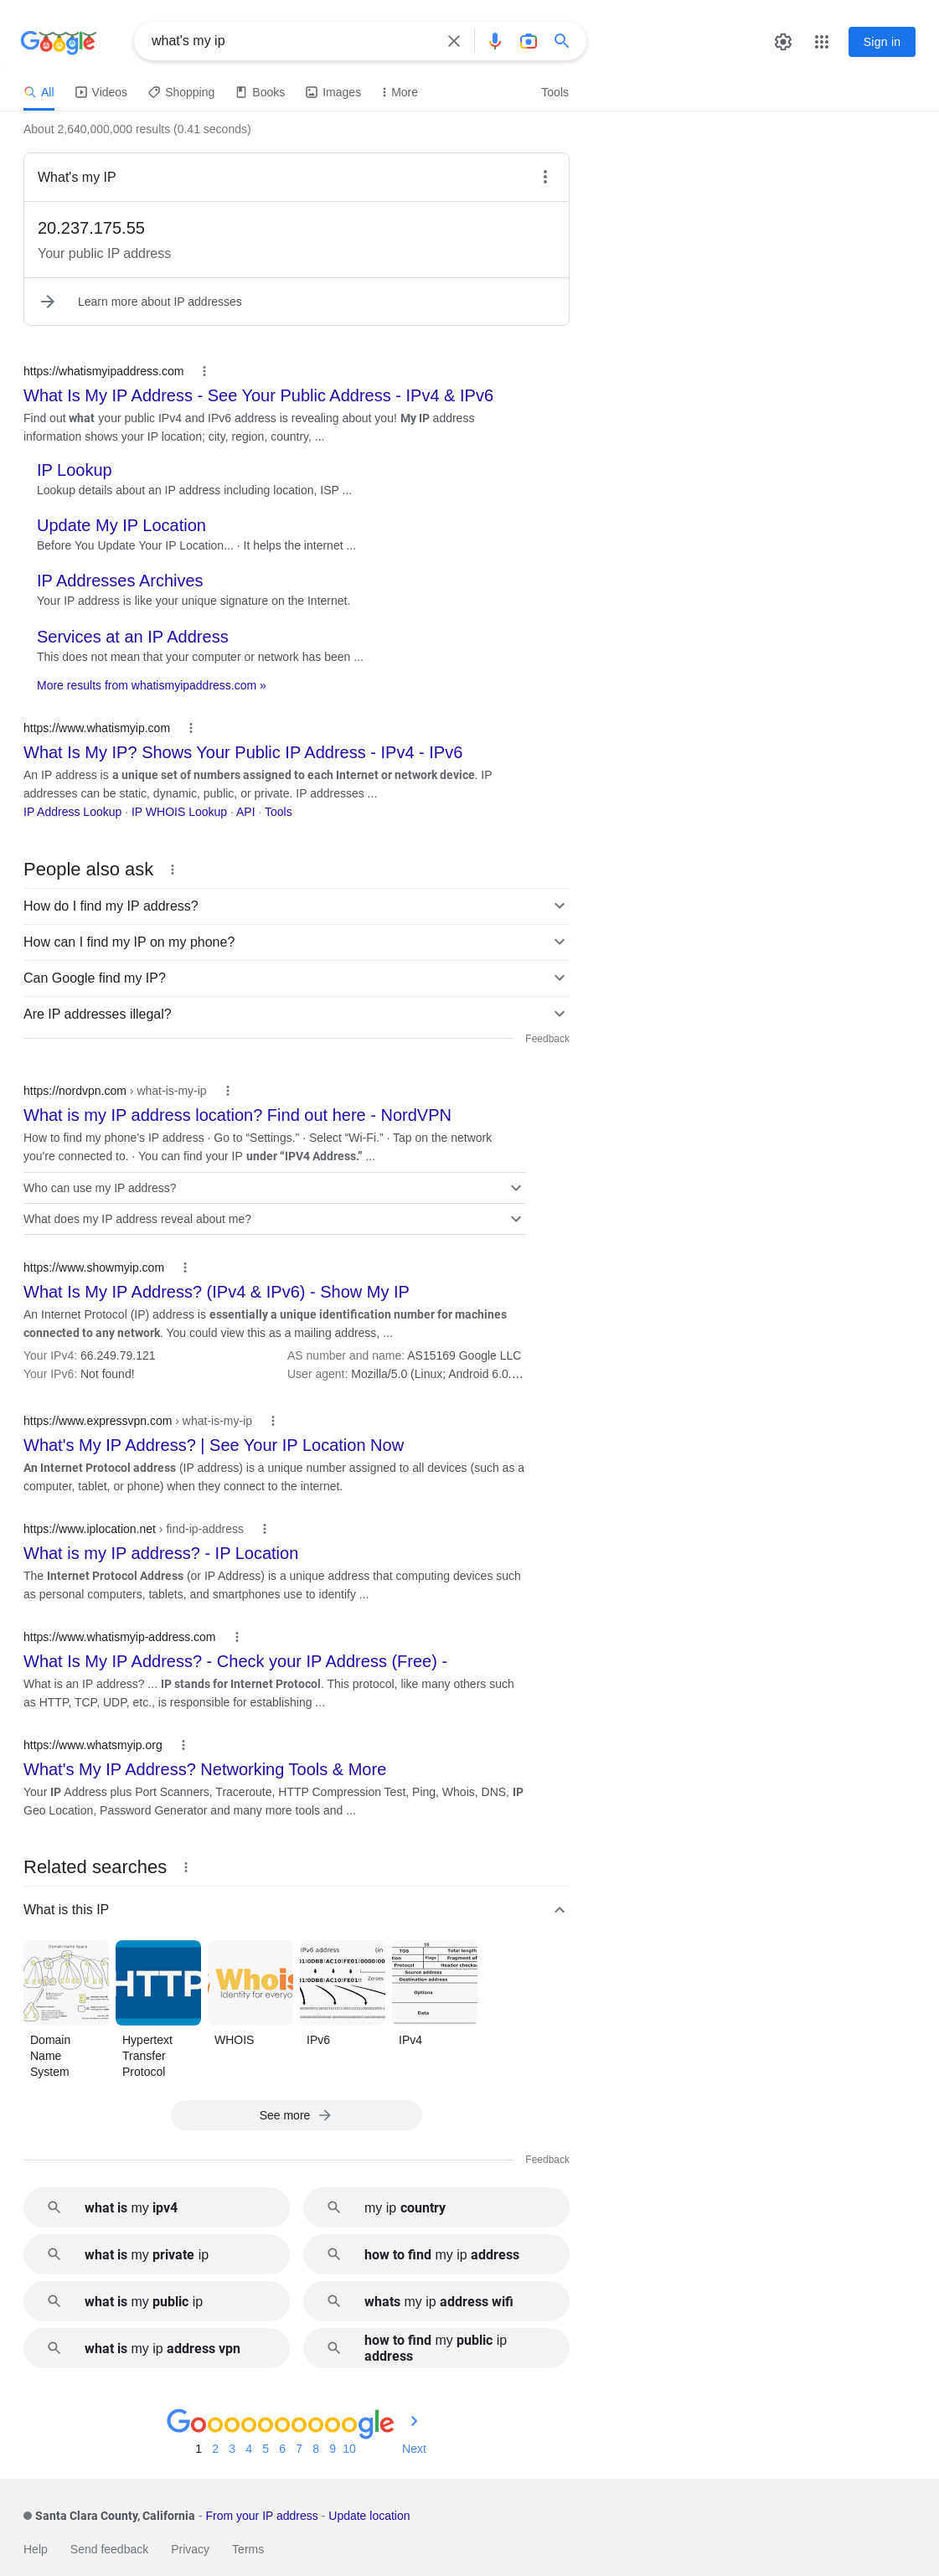 Google
what's my ip
Sign in
All
Videos
Shopping
Books
Images
More
Tools
About 2,640,000,000 results (0.41 seconds)
What's my IP
20.237.175.55
Your public IP address
Learn more about IP addresses
https://whatismyipaddress.com
What Is My IP Address - See Your Public Address - IPv4 & IPv6
Find out what your public IPv4 and IPv6 address is revealing about you! My IP address
information shows your IP location; city, region, country, ...
IP Lookup
Lookup details about an IP address including location, ISP ...
Update My IP Location
Before You Update Your IP Location... · It helps the internet ...
IP Addresses Archives
Your IP address is like your unique signature on the Internet.
Services at an IP Address
This does not mean that your computer or network has been ...
More results from whatismyipaddress.com »
https://www.whatismyip.com
What Is My IP? Shows Your Public IP Address - IPv4 - IPv6
An IP address is a unique set of numbers assigned to each Internet or network device. IP
addresses can be static, dynamic, public, or private. IP addresses ...
IP Address Lookup · IP WHOIS Lookup · API · Tools
People also ask
How do I find my IP address?
How can I find my IP on my phone?
Can Google find my IP?
Are IP addresses illegal?
Feedback
https://nordvpn.com › what-is-my-ip
What is my IP address location? Find out here - NordVPN
How to find my phone's IP address · Go to “Settings.” · Select “Wi-Fi.” · Tap on the network
you're connected to. · You can find your IP under “IPV4 Address.” ...
Who can use my IP address?
What does my IP address reveal about me?
https://www.showmyip.com
What Is My IP Address? (IPv4 & IPv6) - Show My IP
An Internet Protocol (IP) address is essentially a unique identification number for machines
connected to any network. You could view this as a mailing address, ...
Your IPv4: 66.249.79.121
AS number and name: AS15169 Google LLC
Your IPv6: Not found!
User agent: Mozilla/5.0 (Linux; Android 6.0....
https://www.expressvpn.com › what-is-my-ip
What's My IP Address? | See Your IP Location Now
An Internet Protocol address (IP address) is a unique number assigned to all devices (such as a
computer, tablet, or phone) when they connect to the internet.
https://www.iplocation.net › find-ip-address
What is my IP address? - IP Location
The Internet Protocol Address (or IP Address) is a unique address that computing devices such
as personal computers, tablets, and smartphones use to identify ...
https://www.whatismyip-address.com
What Is My IP Address? - Check your IP Address (Free) -
What is an IP address? ... IP stands for Internet Protocol. This protocol, like many others such
as HTTP, TCP, UDP, etc., is responsible for establishing ...
https://www.whatsmyip.org
What's My IP Address? Networking Tools & More
Your IP Address plus Port Scanners, Traceroute, HTTP Compression Test, Ping, Whois, DNS, IP
Geo Location, Password Generator and many more tools and ...
Related searches
What is this IP
Domain Name Space
HTTP
Whois
Identity for everyo
IPv6 address (in
Zeroes
16
TOS
Total length
Flags
Fragment of
Protocol
Header checks
Source address
Destination address
Options
Data
Domain
Name
System
Hypertext
Transfer
Protocol
WHOIS
IPv6
IPv4
See more
Feedback
what is my ipv4
my ip country
what is my private ip
how to find my ip address
what is my public ip
whats my ip address wifi
what is my ip address vpn
how to find my public ip
address
Goooooooooogle
1 2 3 4 5 6 7 8 9 10
Next
Santa Clara County, California - From your IP address - Update location
Help
Send feedback
Privacy
Terms